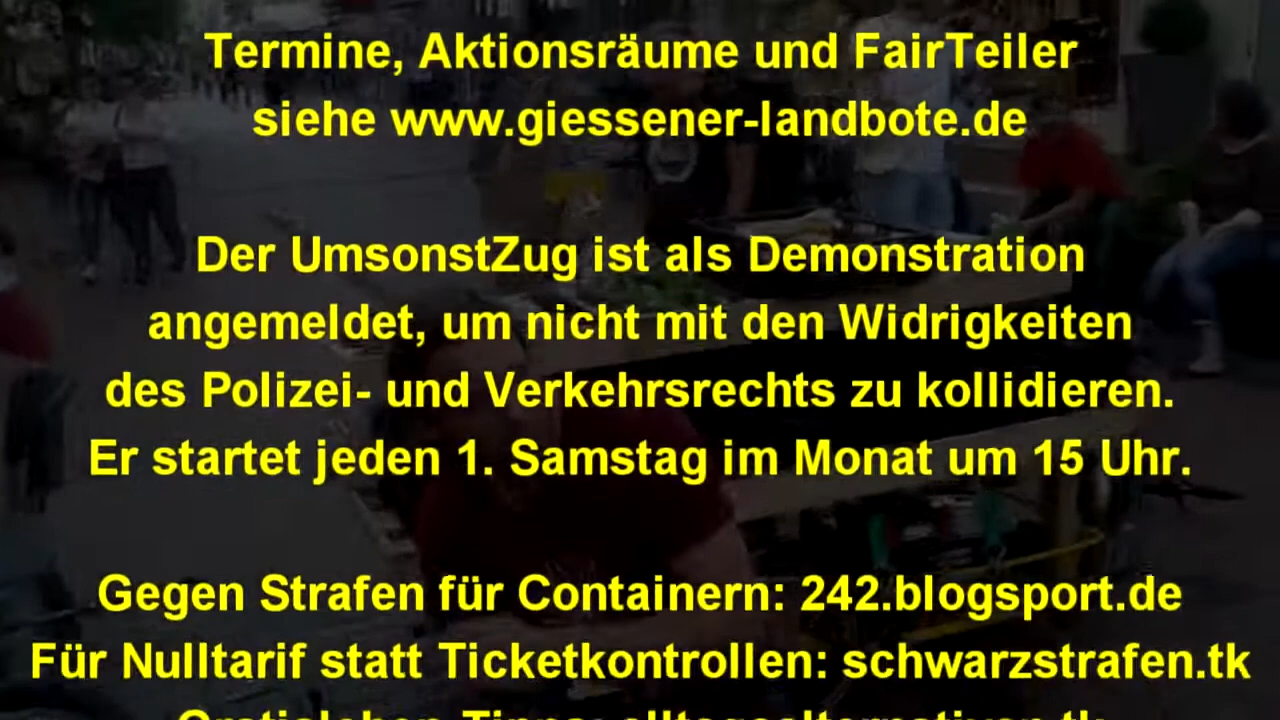 Termine, Aktionsräume und FairTeiler
siehe www.giessener-landbote.de
Der UmsonstZug ist als Demonstration
angemeldet, um nicht mit den Widrigkeiten
des Polizei- und Verkehrsrechts zu kollidieren.
Er startet jeden 1. Samstag im Monat um 15 Uhr.
Gegen Strafen für Containern: 242.blogsport.de
Für Nulltarif statt Ticketkontrollen: schwarzstrafen.tk